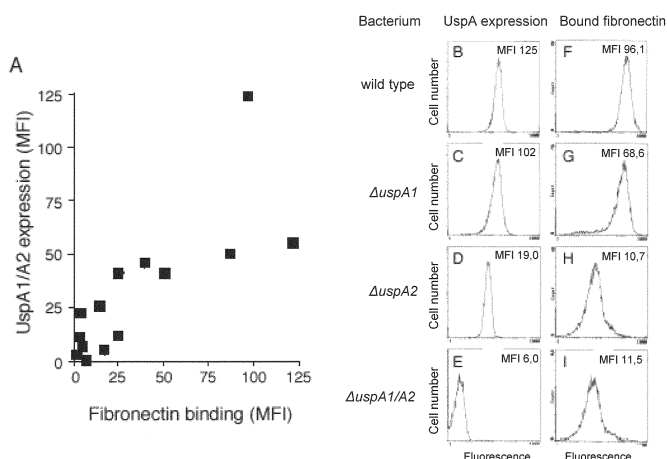 Bacterium UspA expression Bound fibronectin
A
UspA1/A2 expression (MFI)
125
100
75
50
25
0
0 25 50 75 100 125
Fibronectin binding (MFI)
wild type
Cell number
B
MFI 125
F
MFI 96,1
ΔuspA1
Cell number
C
MFI 102
G
MFI 68,6
ΔuspA2
Cell number
D
MFI 19,0
H
MFI 10,7
ΔuspA1/A2
Cell number
E
MFI 6,0
I
MFI 11,5
Fluorescence Fluorescence